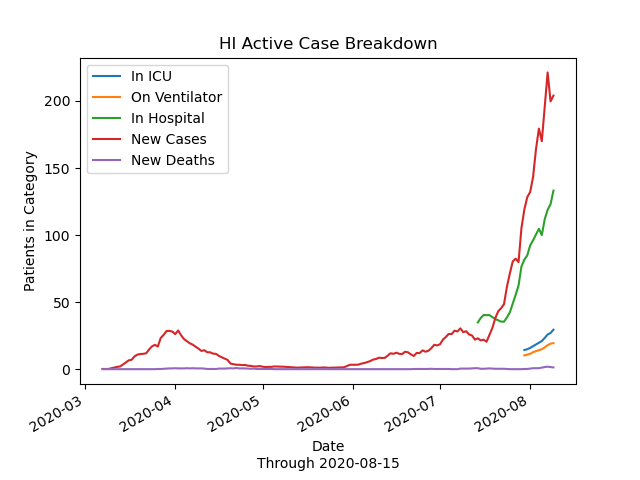 HI Active Case Breakdown
In ICU
On Ventilator
In Hospital
New Cases
New Deaths
Patients in Category
200
150
100
50
0
2020-03
2020-04
2020-05
2020-06
2020-07
2020-08
Date
Through 2020-08-15